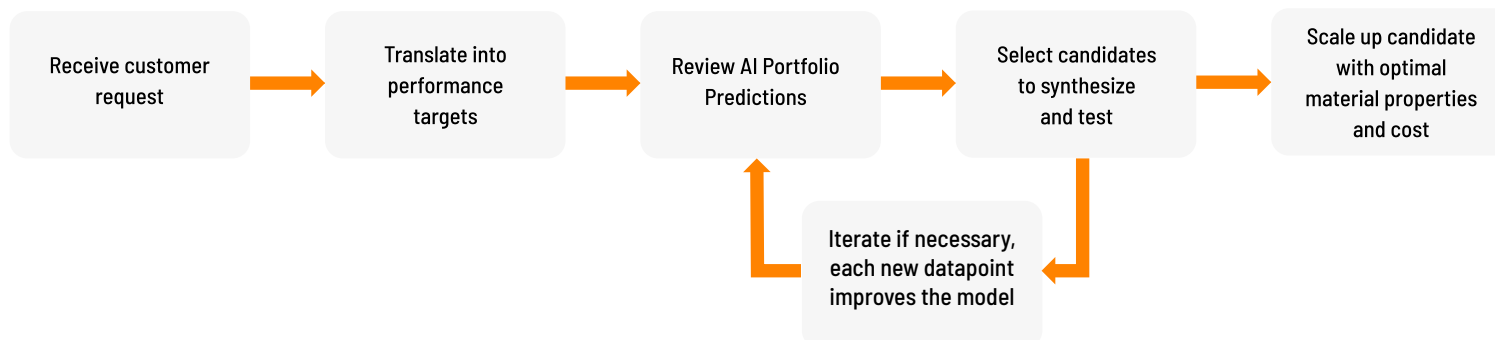 Receive customer
request
Translate into
performance
targets
Review AI Portfolio
Predictions
Select candidates
to synthesize
and test
Scale up candidate
with optimal
material properties
and cost
Iterate if necessary,
each new datapoint
improves the model